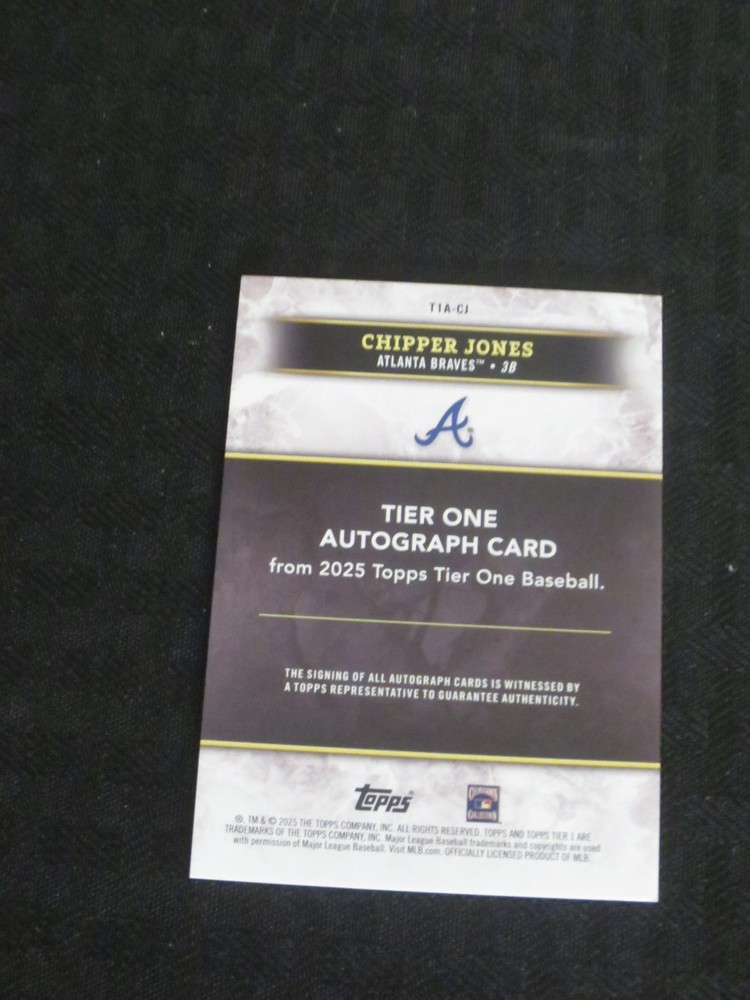 T1A-CJ
CHIPPER JONES
ATLANTA BRAVES™ • 3B
A
TIER ONE
AUTOGRAPH CARD
from 2025 Topps Tier One Baseball.
THE SIGNING OF ALL AUTOGRAPH CARDS IS WITNESSED BY
A TOPPS REPRESENTATIVE TO GUARANTEE AUTHENTICITY.
Topps
COOPERSTOWN
COLLECTION
®, TM & © 2025 THE TOPPS COMPANY, INC. ALL RIGHTS RESERVED. TOPPS AND TOPPS TIER 1 ARE
TRADEMARKS OF THE TOPPS COMPANY, INC. Major League Baseball trademarks and copyrights are used
with permission of Major League Baseball. Visit MLB.com. OFFICIALLY LICENSED PRODUCT OF MLB.